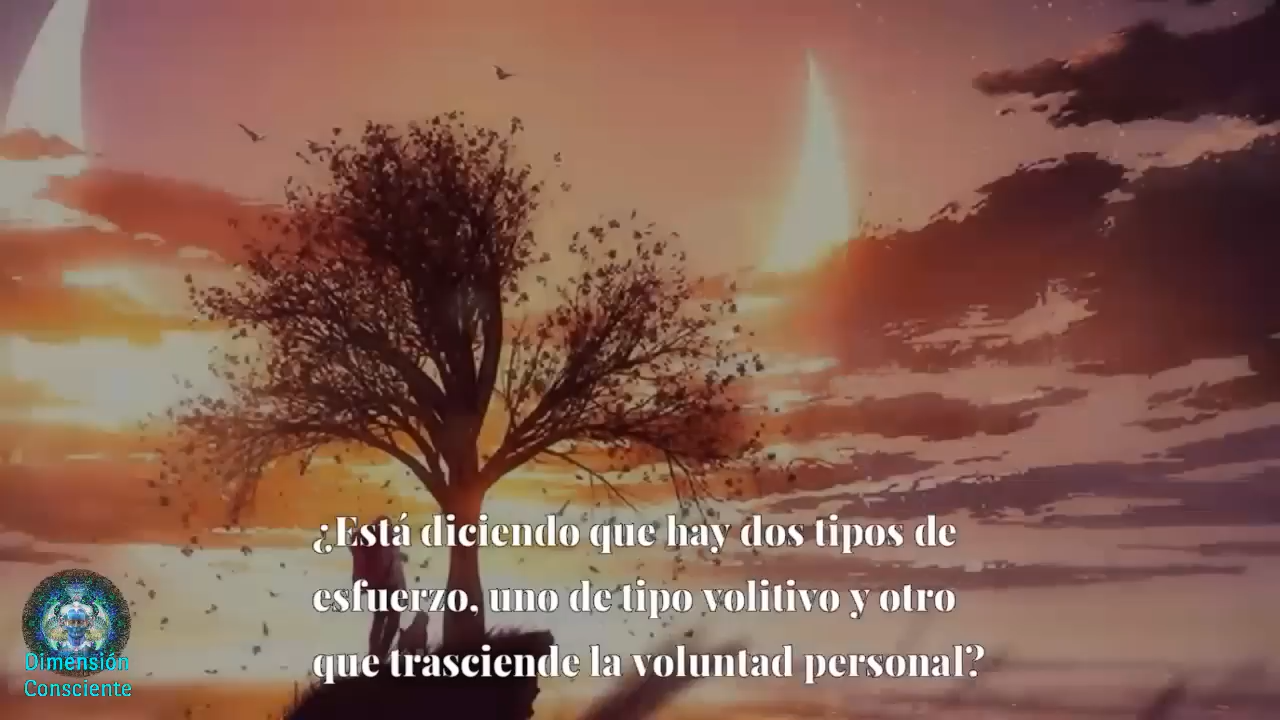 ¿Está diciendo que hay dos tipos de
esfuerzo, uno de tipo volitivo y otro
que trasciende la voluntad personal?
Dimensión
Consciente